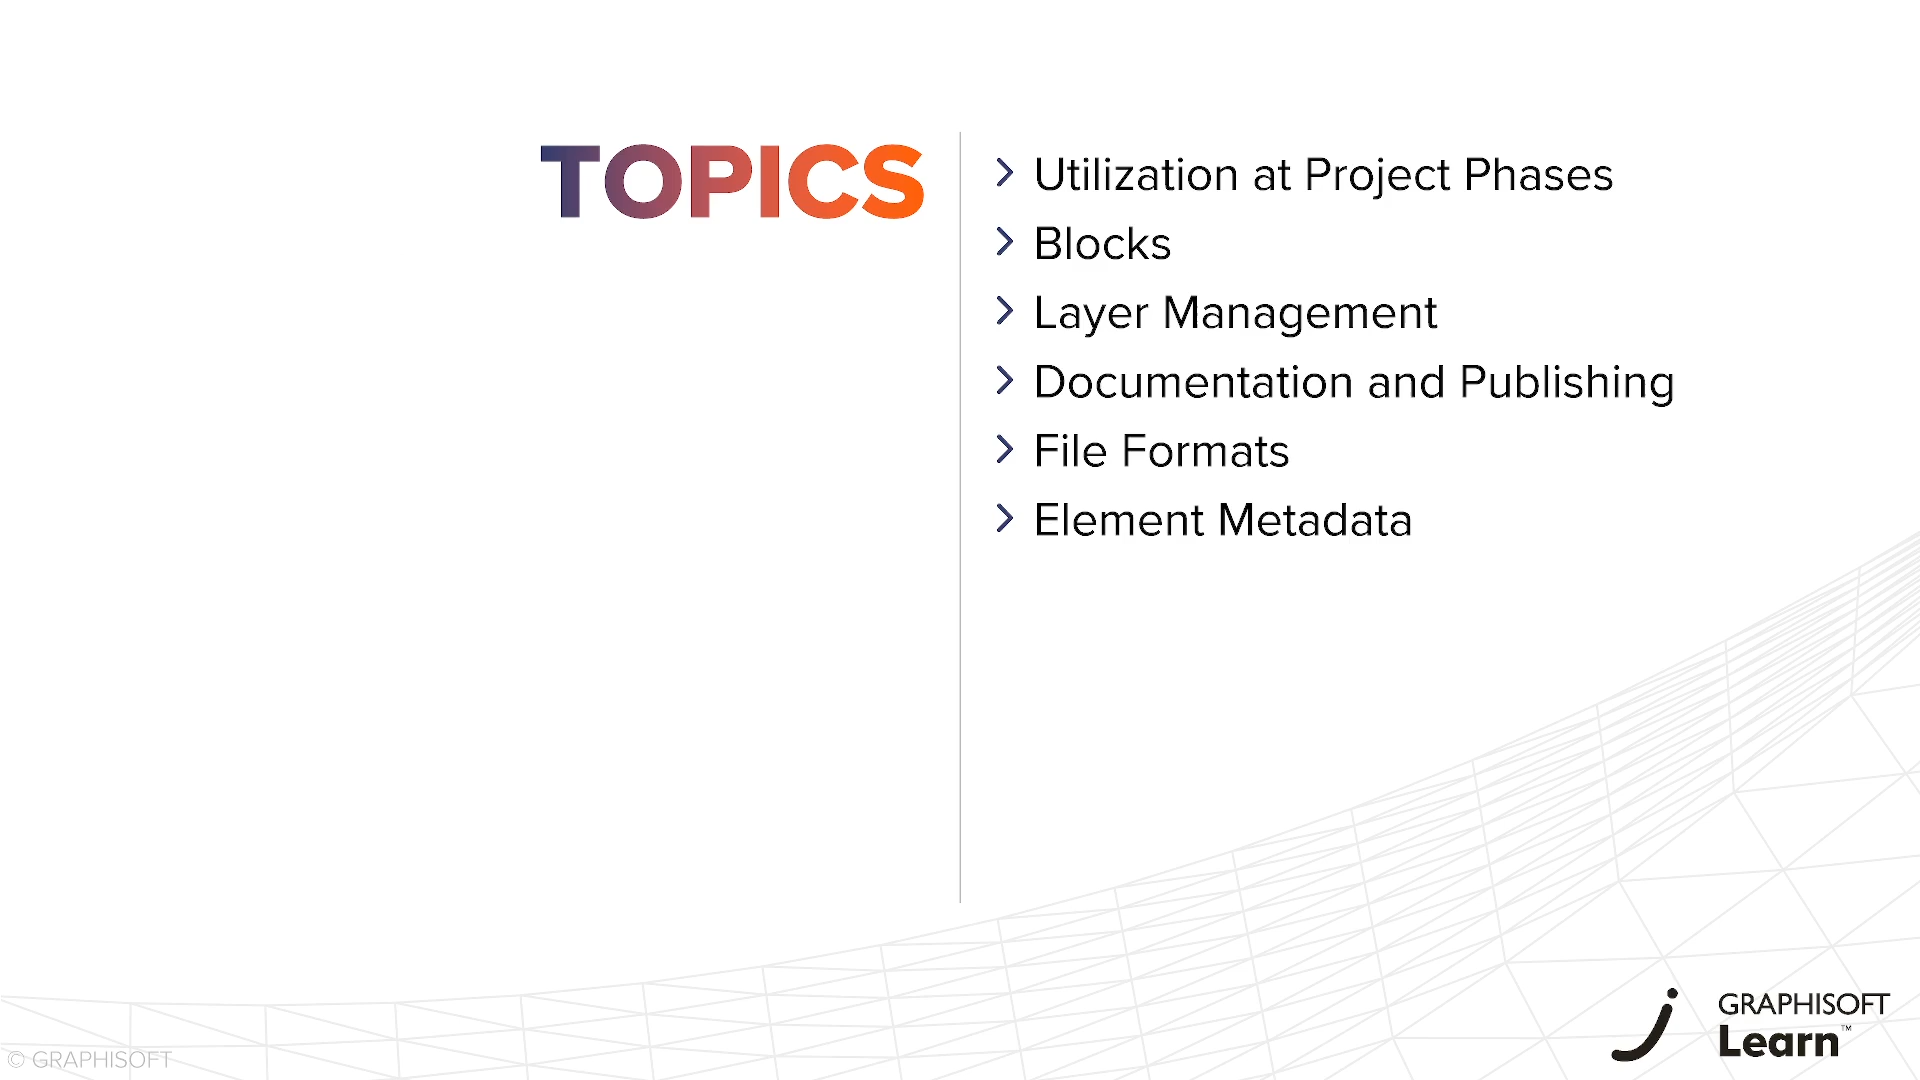 TOPICS
Utilization at Project Phases
Blocks
Layer Management
Documentation and Publishing
File Formats
Element Metadata
GRAPHISOFT
Learn™
© GRAPHISOFT